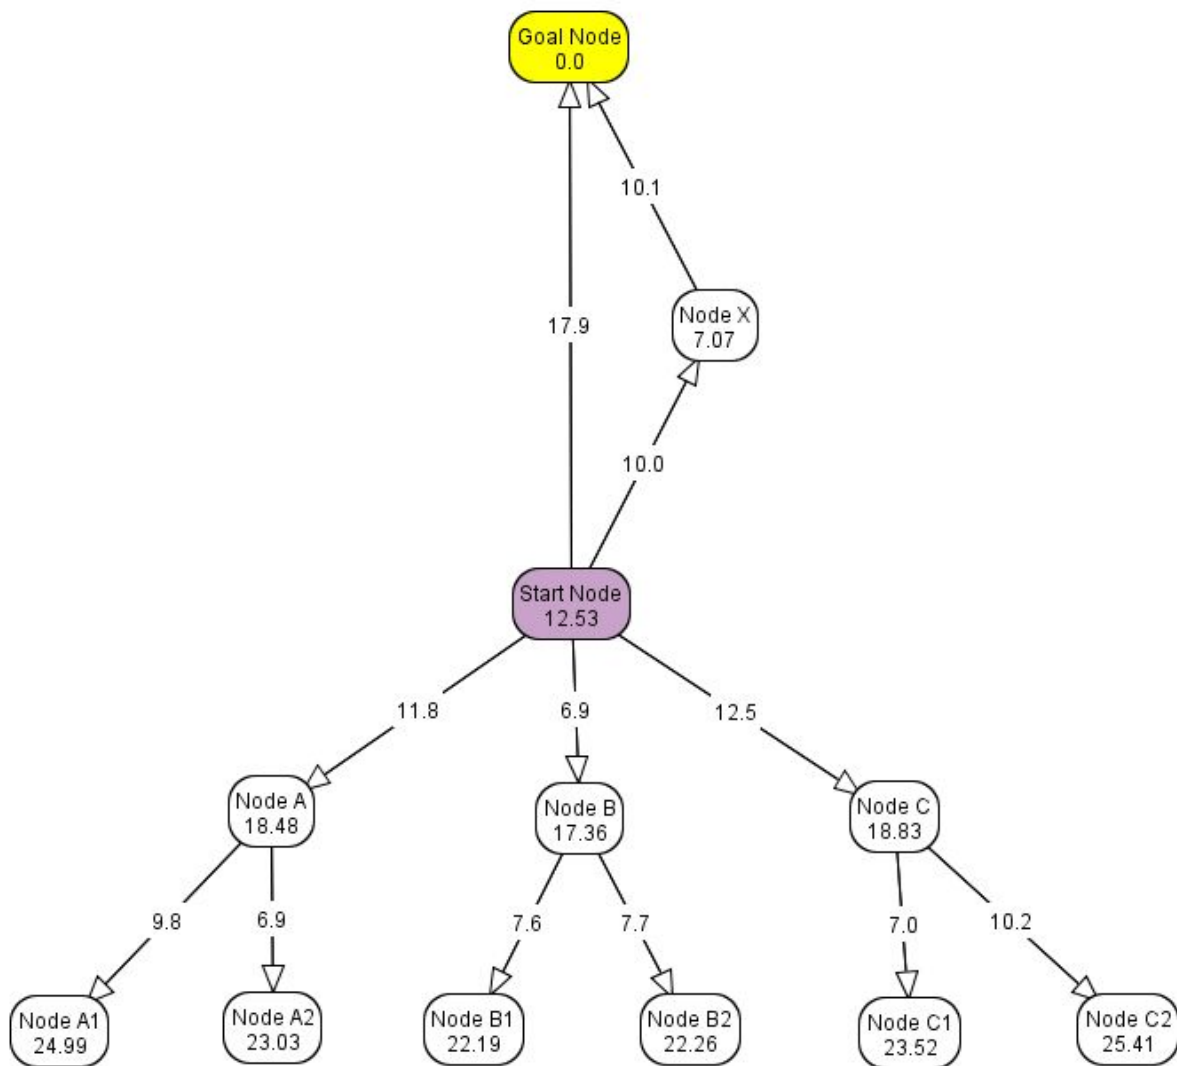 Goal Node
0.0
10.1
Node X
7.07
17.9
10.0
Start Node
12.53
11.8
6.9
12.5
Node A
18.48
Node B
17.36
Node C
18.83
9.8
6.9
7.6
7.7
7.0
10.2
Node A1
24.99
Node A2
23.03
Node B1
22.19
Node B2
22.26
Node C1
23.52
Node C2
25.41